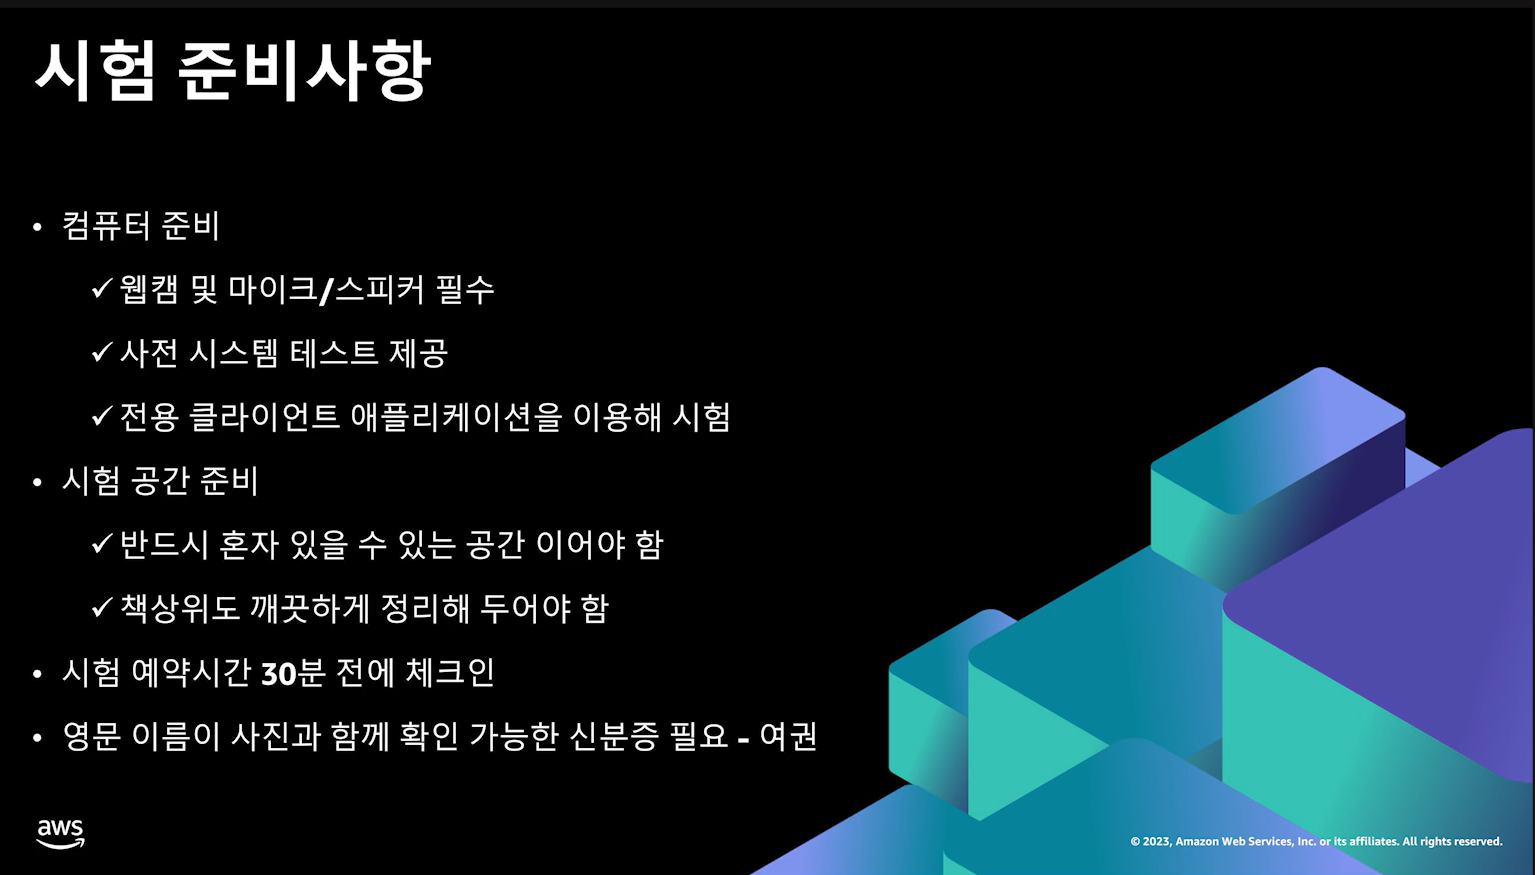 시험 준비사항
• 컴퓨터 준비
✓웹캠 및 마이크/스피커 필수
✓사전 시스템 테스트 제공
✓전용 클라이언트 애플리케이션을 이용해 시험
• 시험 공간 준비
✓반드시 혼자 있을 수 있는 공간 이어야 함
✓책상위도 깨끗하게 정리해 두어야 함
• 시험 예약시간 30분 전에 체크인
• 영문 이름이 사진과 함께 확인 가능한 신분증 필요 - 여권
aws
© 2023, Amazon Web Services, Inc. or its affiliates. All rights reserved.